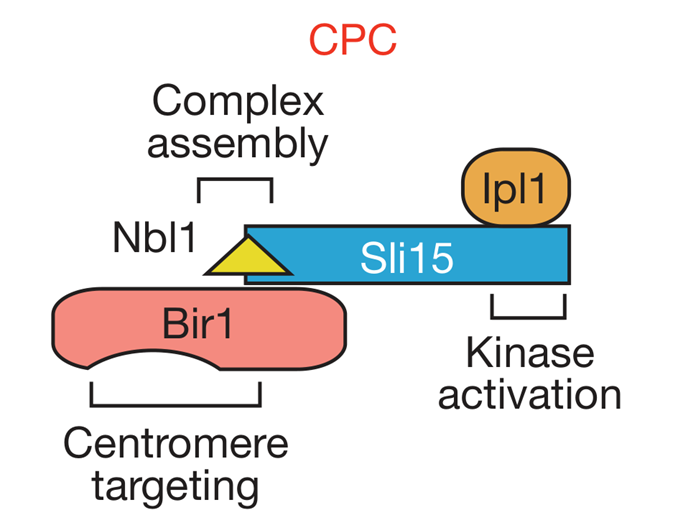 CPC
Complex
assembly
Ipl1
Nbl1
Sli15
Bir1
Kinase
activation
Centromere
targeting